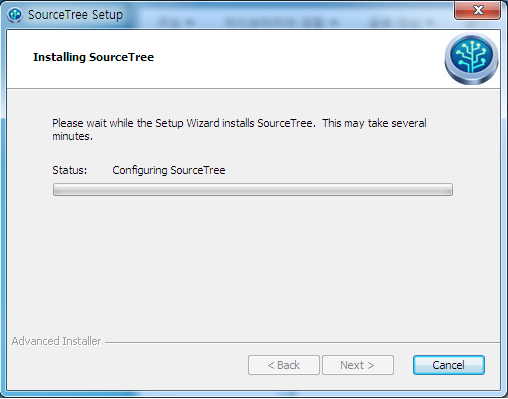 SourceTree Setup
Installing SourceTree
Please wait while the Setup Wizard installs SourceTree. This may take several
minutes.
Status: Configuring SourceTree
Advanced Installer
< Back Next > Cancel